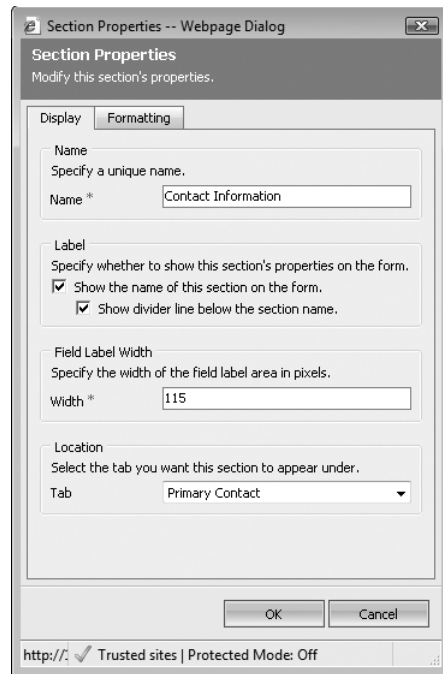 Section Properties -- Webpage Dialog
Section Properties
Modify this section's properties.
Display Formatting
Name
Specify a unique name.
Name * Contact Information
Label
Specify whether to show this section's properties on the form.
Show the name of this section on the form.
Show divider line below the section name.
Field Label Width
Specify the width of the field label area in pixels.
Width * 115
Location
Select the tab you want this section to appear under.
Tab Primary Contact
OK Cancel
Trusted sites | Protected Mode: Off